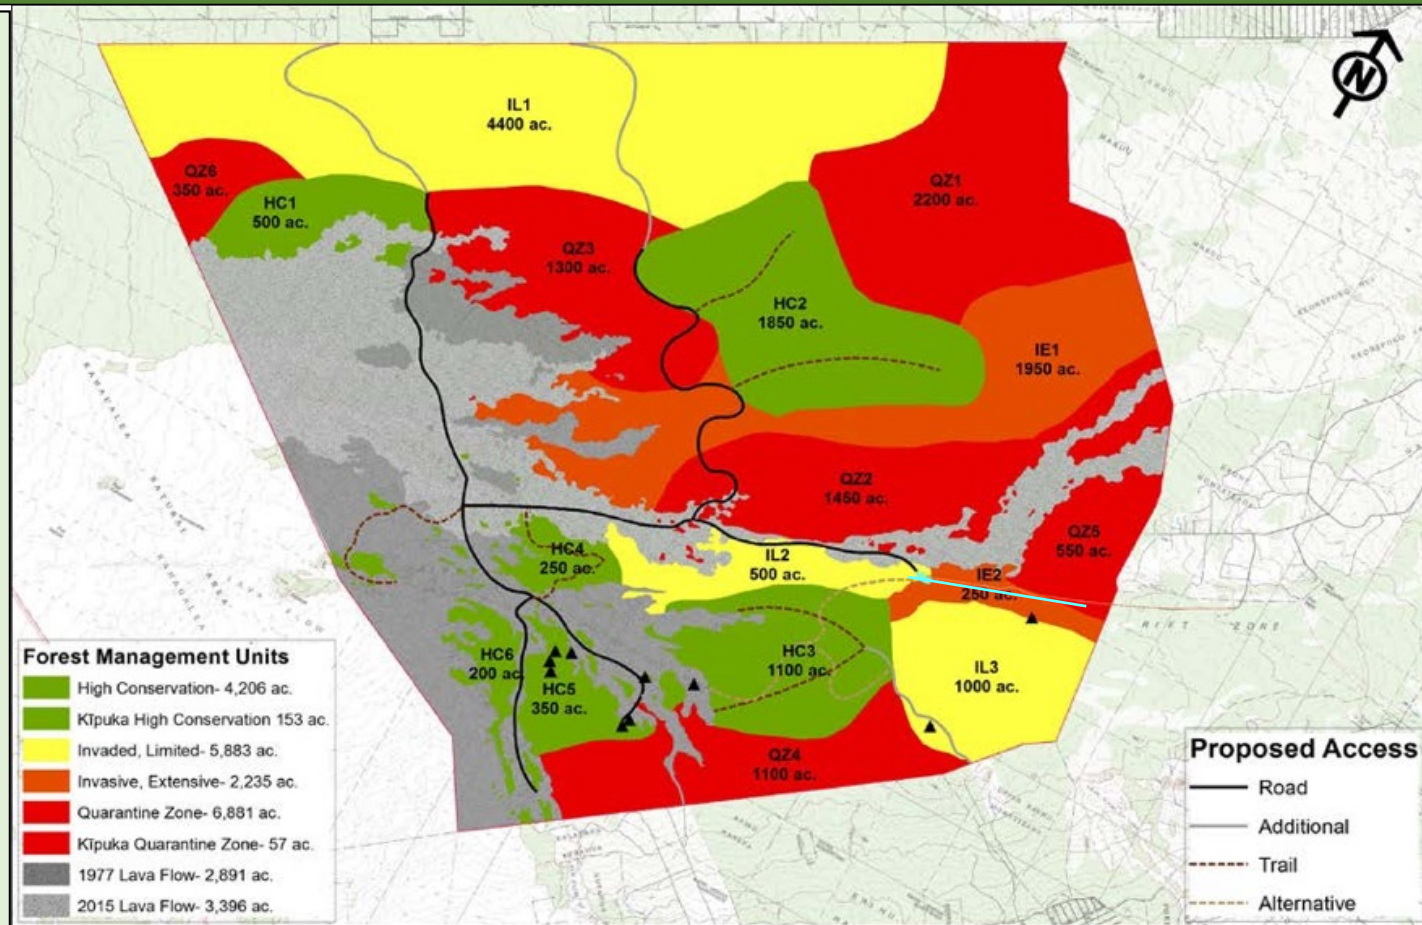 N
IL1
4400 ac.
QZ6
350 ac.
HC1
500 ac.
QZ1
2200 ac.
QZ3
1300 ac.
HC2
1850 ac.
IE1
1950 ac.
QZ2
1450 ac.
QZ5
550 ac.
HC4
250 ac.
IL2
500 ac.
IE2
250 ac.
HC6
200 ac.
HC5
350 ac.
HC3
1100 ac.
IL3
1000 ac.
QZ4
1100 ac.
RIFT ZONE
Forest Management Units
High Conservation- 4,206 ac.
Kīpuka High Conservation 153 ac.
Invaded, Limited- 5,883 ac.
Invasive, Extensive- 2,235 ac.
Quarantine Zone- 6,881 ac.
Kīpuka Quarantine Zone- 57 ac.
1977 Lava Flow- 2,891 ac.
2015 Lava Flow- 3,396 ac.
Proposed Access
Road
Additional
Trail
Alternative